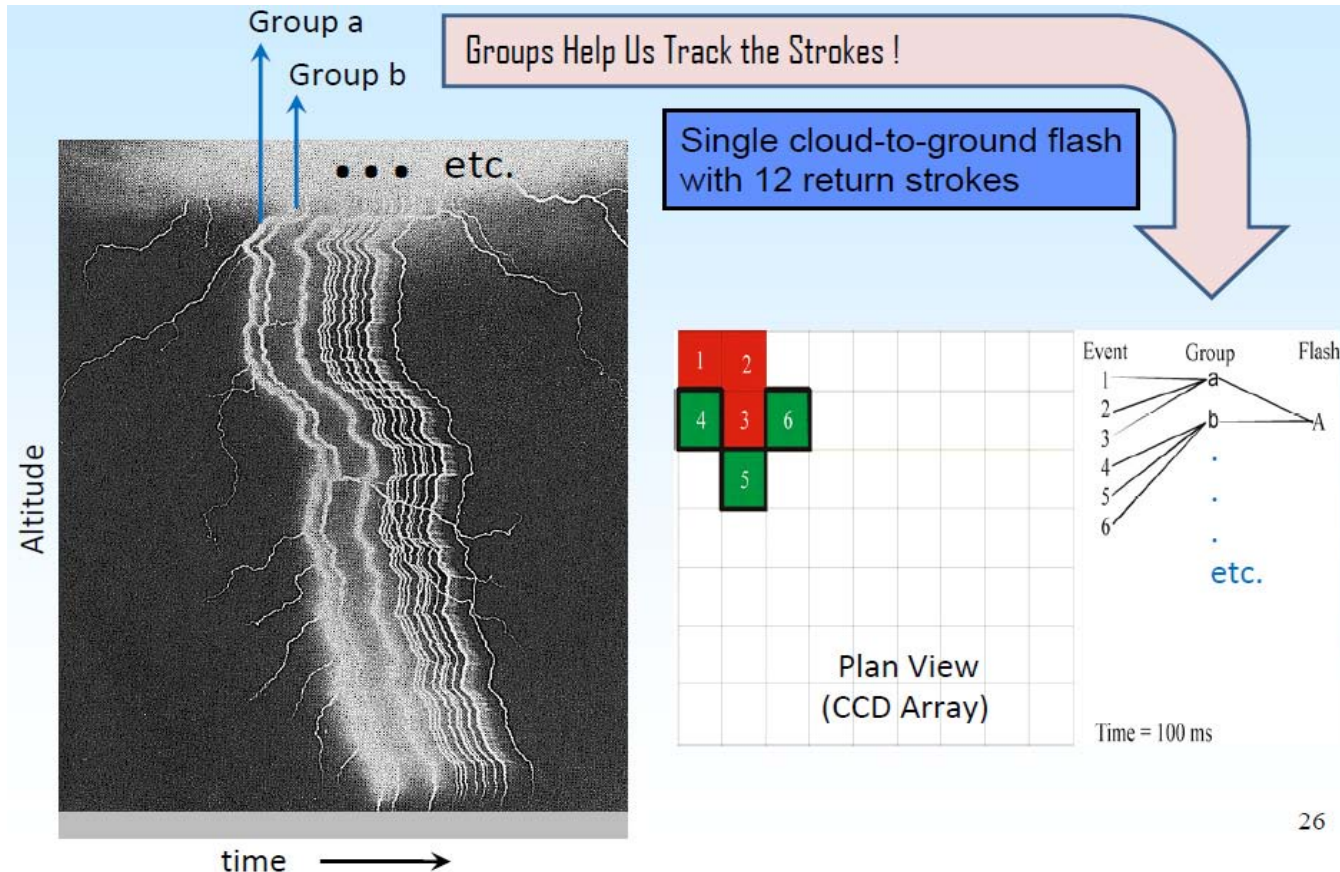 Group a
Group b
Groups Help Us Track the Strokes !
Single cloud-to-ground flash
with 12 return strokes
• • • etc.
Altitude
time
1 2
4 3 6
5
Plan View
(CCD Array)
Event Group Flash
1 a
2
b A
3
4
5
6
.
.
.
etc.
Time = 100 ms
26